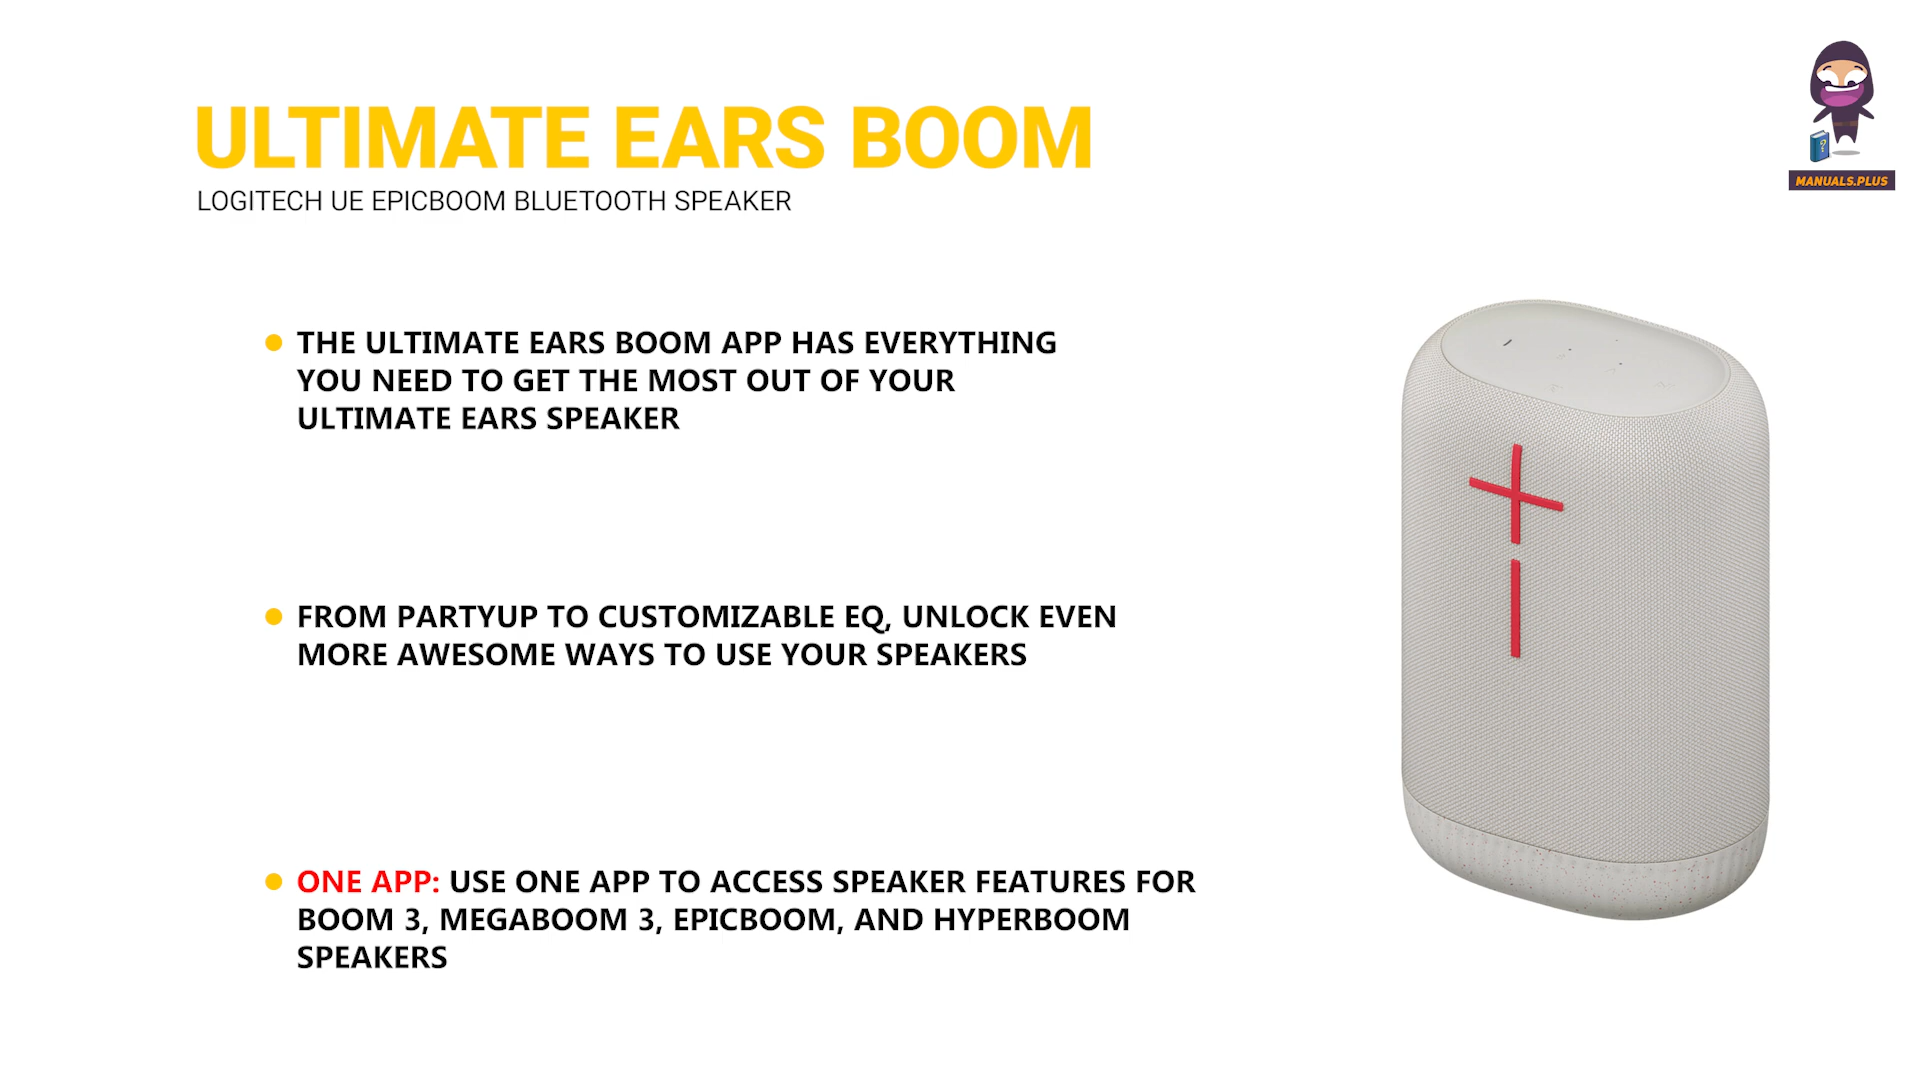 ULTIMATE EARS BOOM
LOGITECH UE EPICBOOM BLUETOOTH SPEAKER
MANUALS.PLUS
THE ULTIMATE EARS BOOM APP HAS EVERYTHING
YOU NEED TO GET THE MOST OUT OF YOUR
ULTIMATE EARS SPEAKER
FROM PARTYUP TO CUSTOMIZABLE EQ, UNLOCK EVEN
MORE AWESOME WAYS TO USE YOUR SPEAKERS
ONE APP: USE ONE APP TO ACCESS SPEAKER FEATURES FOR
BOOM 3, MEGABOOM 3, EPICBOOM, AND HYPERBOOM
SPEAKERS